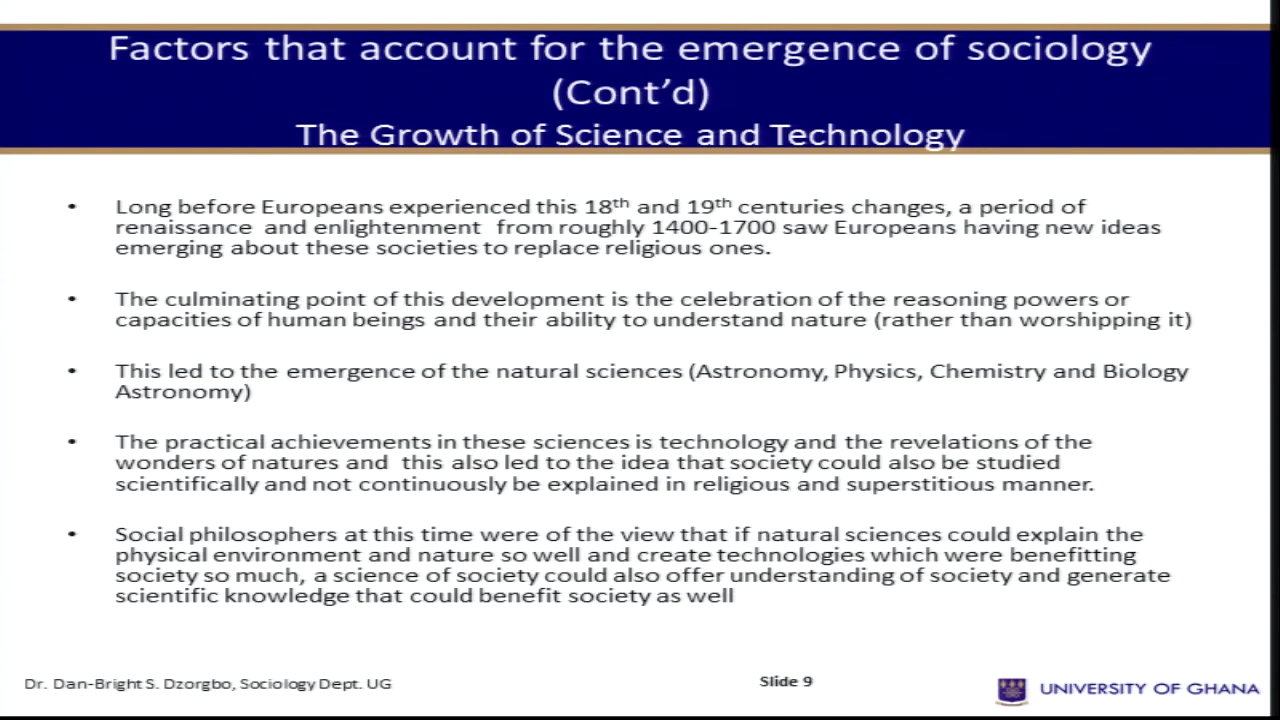 Factors that account for the emergence of sociology
(Cont’d)
The Growth of Science and Technology
• Long before Europeans experienced this 18th and 19th centuries changes, a period of
renaissance and enlightenment from roughly 1400-1700 saw Europeans having new ideas
emerging about these societies to replace religious ones.
• The culminating point of this development is the celebration of the reasoning powers or
capacities of human beings and their ability to understand nature (rather than worshipping it)
• This led to the emergence of the natural sciences (Astronomy, Physics, Chemistry and Biology
Astronomy)
• The practical achievements in these sciences is technology and the revelations of the
wonders of natures and this also led to the idea that society could also be studied
scientifically and not continuously be explained in religious and superstitious manner.
• Social philosophers at this time were of the view that if natural sciences could explain the
physical environment and nature so well and create technologies which were benefitting
society so much, a science of society could also offer understanding of society and generate
scientific knowledge that could benefit society as well
Dr. Dan-Bright S. Dzorgbo, Sociology Dept. UG
Slide 9
UNIVERSITY OF GHANA